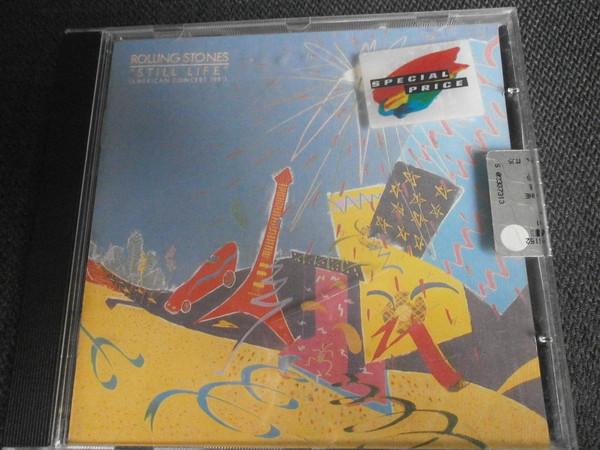 ROLLING STONES
"STILL LIFE"
(AMERICAN CONCERT 1981)
SPECIAL
PRICE